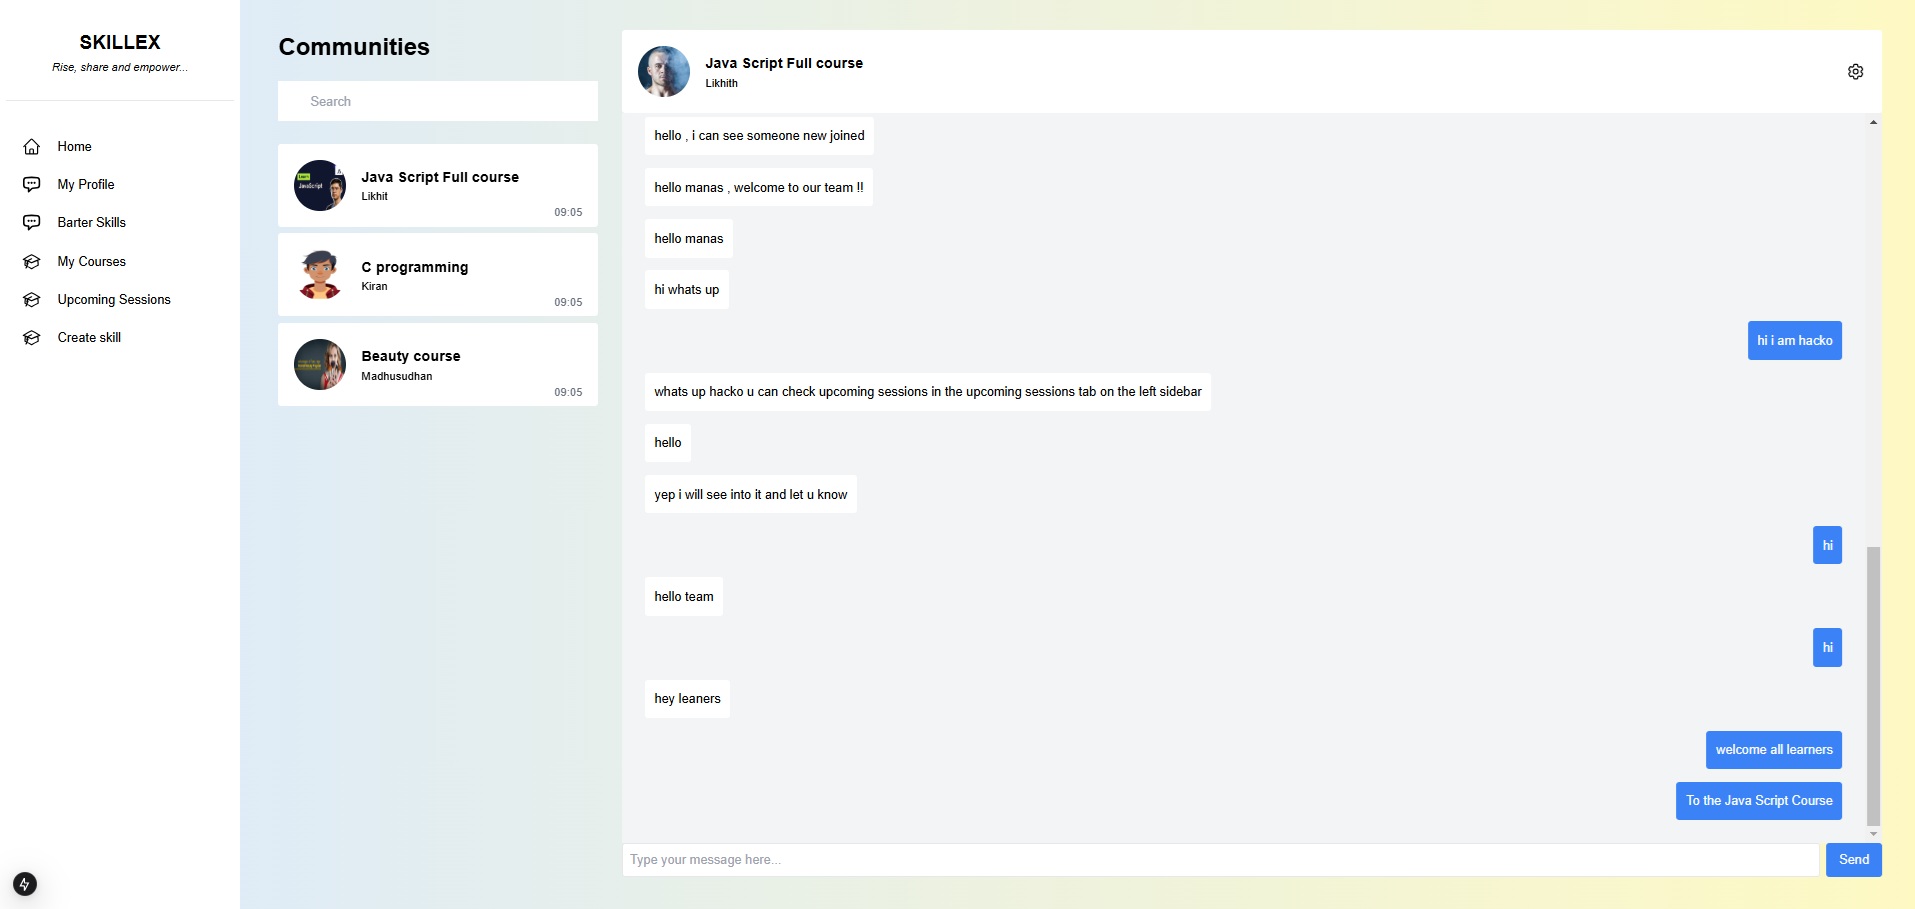 SKILLEX
Rise, share and empower...
Home
My Profile
Barter Skills
My Courses
Upcoming Sessions
Create skill
Communities
Search
Java Script Full course
Likhit
09:05
C programming
Kiran
09:05
Beauty course
Madhusudhan
09:05
Java Script Full course
Likhith
hello , i can see someone new joined
hello manas , welcome to our team !!
hello manas
hi whats up
hi i am hacko
whats up hacko u can check upcoming sessions in the upcoming sessions tab on the left sidebar
hello
yep i will see into it and let u know
hi
hello team
hi
hey leaners
welcome all learners
To the Java Script Course
Type your message here...
Send